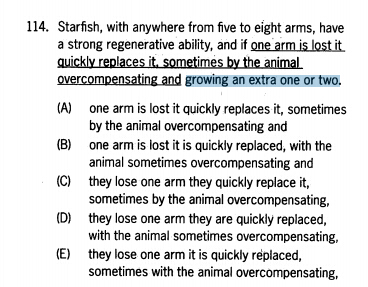 114. Starfish, with anywhere from five to eight arms, have
a strong regenerative ability, and if one arm is lost it
quickly replaces it, sometimes by the animal
overcompensating and growing an extra one or two.
(A) one arm is lost it quickly replaces it, sometimes
by the animal overcompensating and
(B) one arm is lost it is quickly replaced, with the
animal sometimes overcompensating and
(C) they lose one arm they quickly replace it,
sometimes by the animal overcompensating,
(D) they lose one arm they are quickly replaced,
with the animal sometimes overcompensating,
(E) they lose one arm it is quickly replaced,
sometimes with the animal overcompensating,